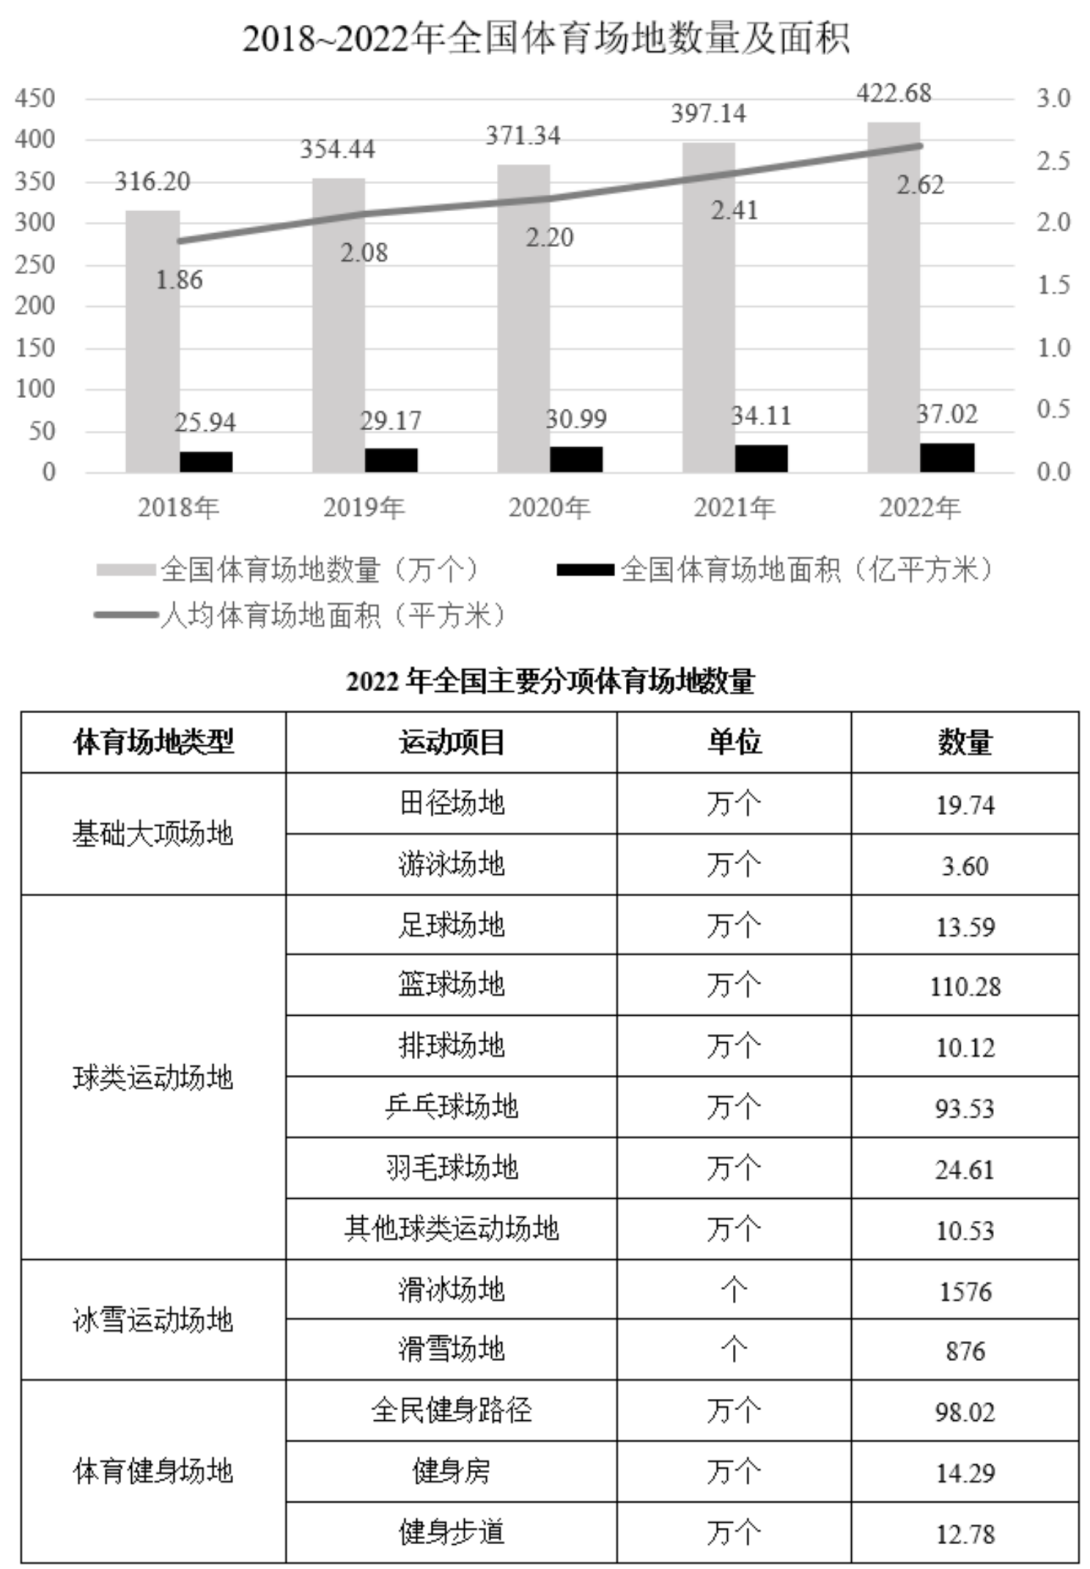 2018~2022年全国体育场地数量及面积
450 3.0
400
350 2.5
300 2.0
250
200 1.5
150 1.0
100
50 0.5
0 0.0
316.20 354.44 371.34 397.14 422.68
1.86 2.08 2.20 2.41 2.62
25.94 29.17 30.99 34.11 37.02
2018年 2019年 2020年 2021年 2022年
全国体育场地数量（万个） 全国体育场地面积（亿平方米）
人均体育场地面积（平方米）
2022年全国主要分项体育场地数量
体育场地类型 运动项目 单位 数量
基础大项场地 田径场地 万个 19.74
游泳场地 万个 3.60
球类运动场地 足球场地 万个 13.59
篮球场地 万个 110.28
排球场地 万个 10.12
乒乓球场地 万个 93.53
羽毛球场地 万个 24.61
其他球类运动场地 万个 10.53
冰雪运动场地 滑冰场地 个 1576
滑雪场地 个 876
体育健身场地 全民健身路径 万个 98.02
健身房 万个 14.29
健身步道 万个 12.78